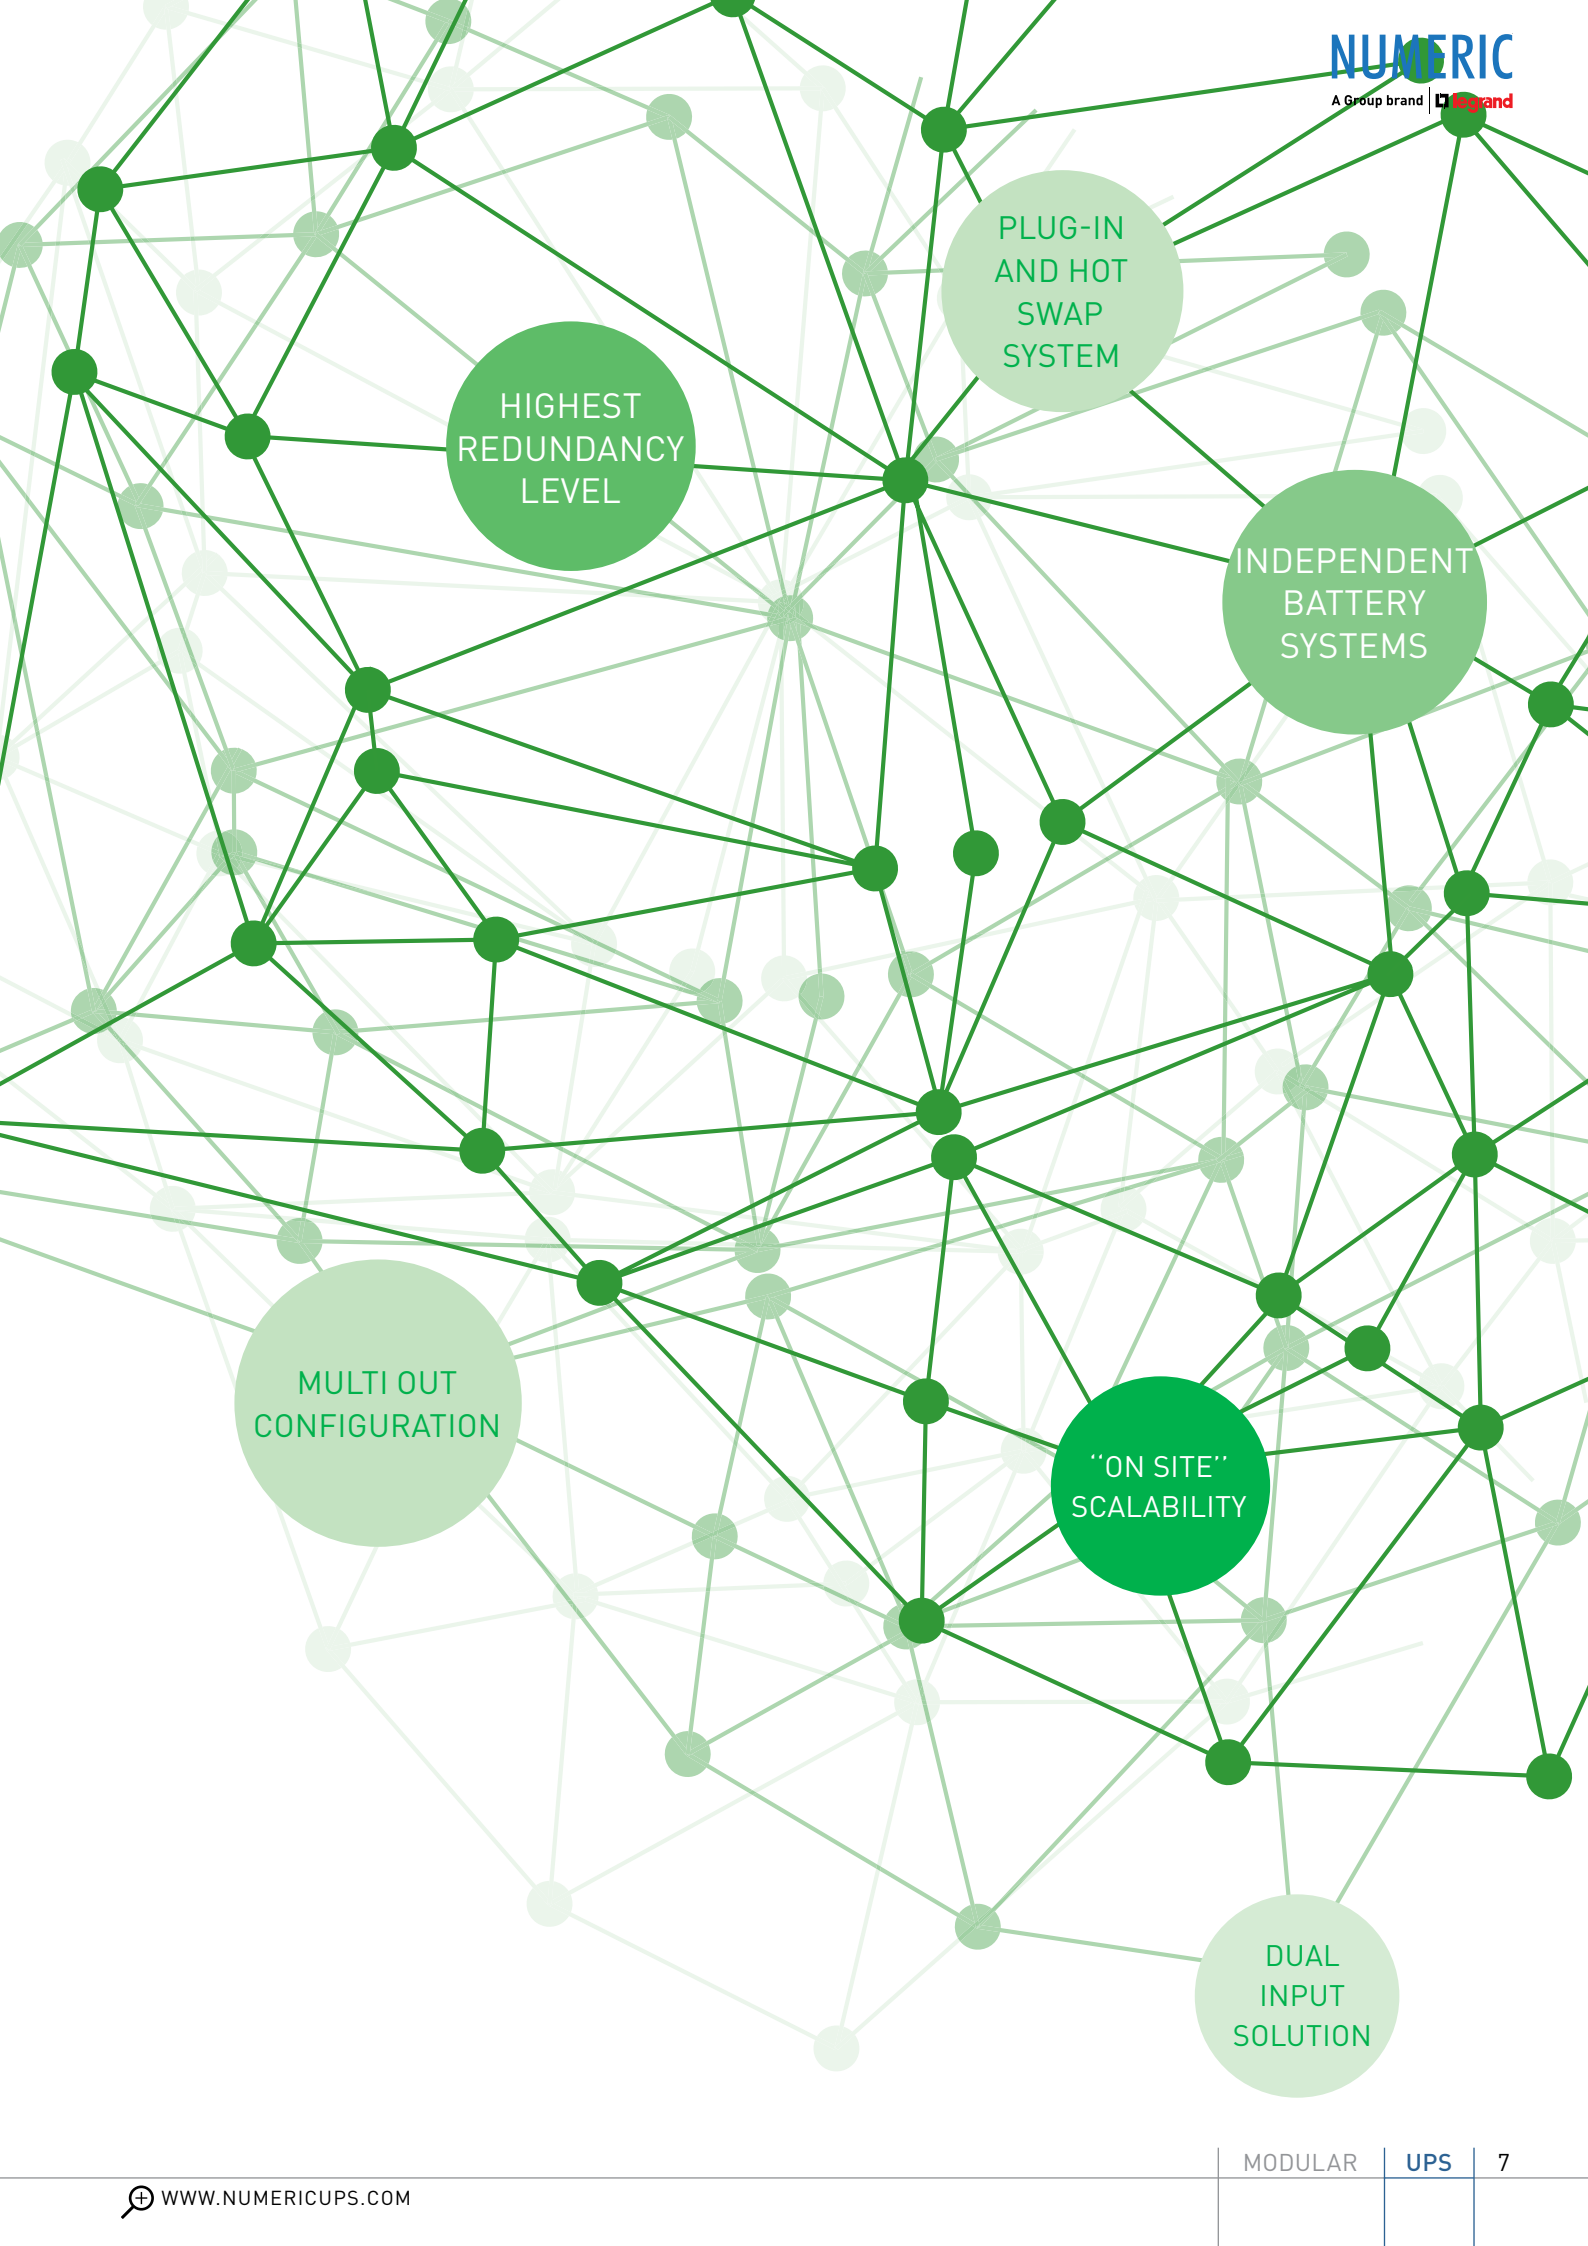 NUMERIC
A Group brand legrand
PLUG-IN
AND HOT
SWAP
SYSTEM
HIGHEST
REDUNDANCY
LEVEL
INDEPENDENT
BATTERY
SYSTEMS
MULTI OUT
CONFIGURATION
‘‘ON SITE’’
SCALABILITY
DUAL
INPUT
SOLUTION
MODULAR UPS 7
WWW.NUMERICUPS.COM